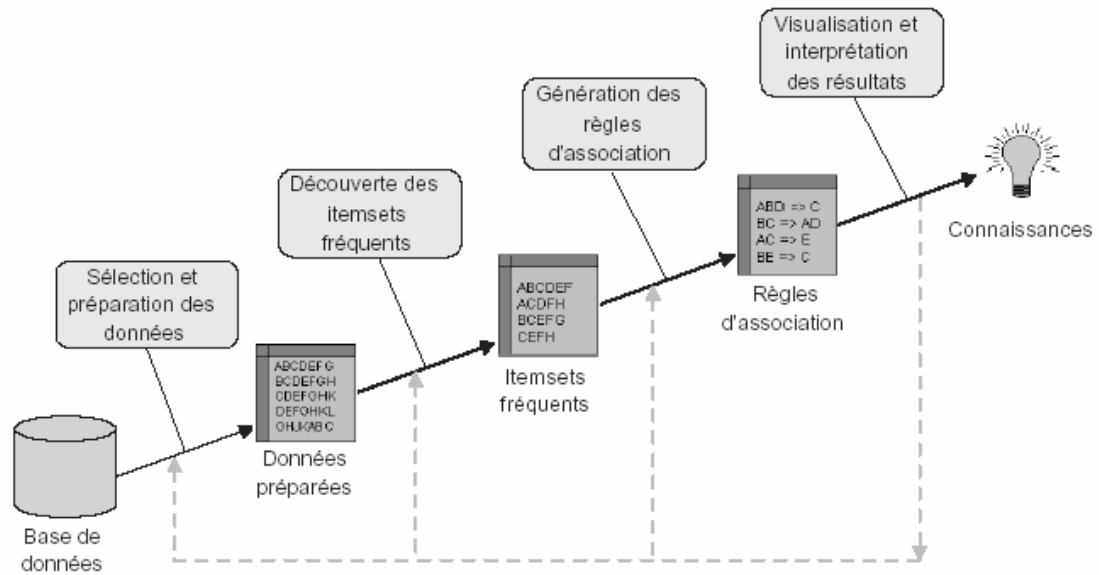 Visualisation et
interprétation
des résultats
Génération des
règles
d'association
Découverte des
itemsets
fréquents
Sélection et
préparation des
données
Base de
données
ABCDEFG
BCDEFGH
CDEFGHK
DEFGHKL
GHJKABC
Données
préparées
ABCDEF
ACDFH
BCEFG
CEFH
Itemsets
fréquents
BC => AD
AC => E
BE => C
Règles
d'association
Connaissances